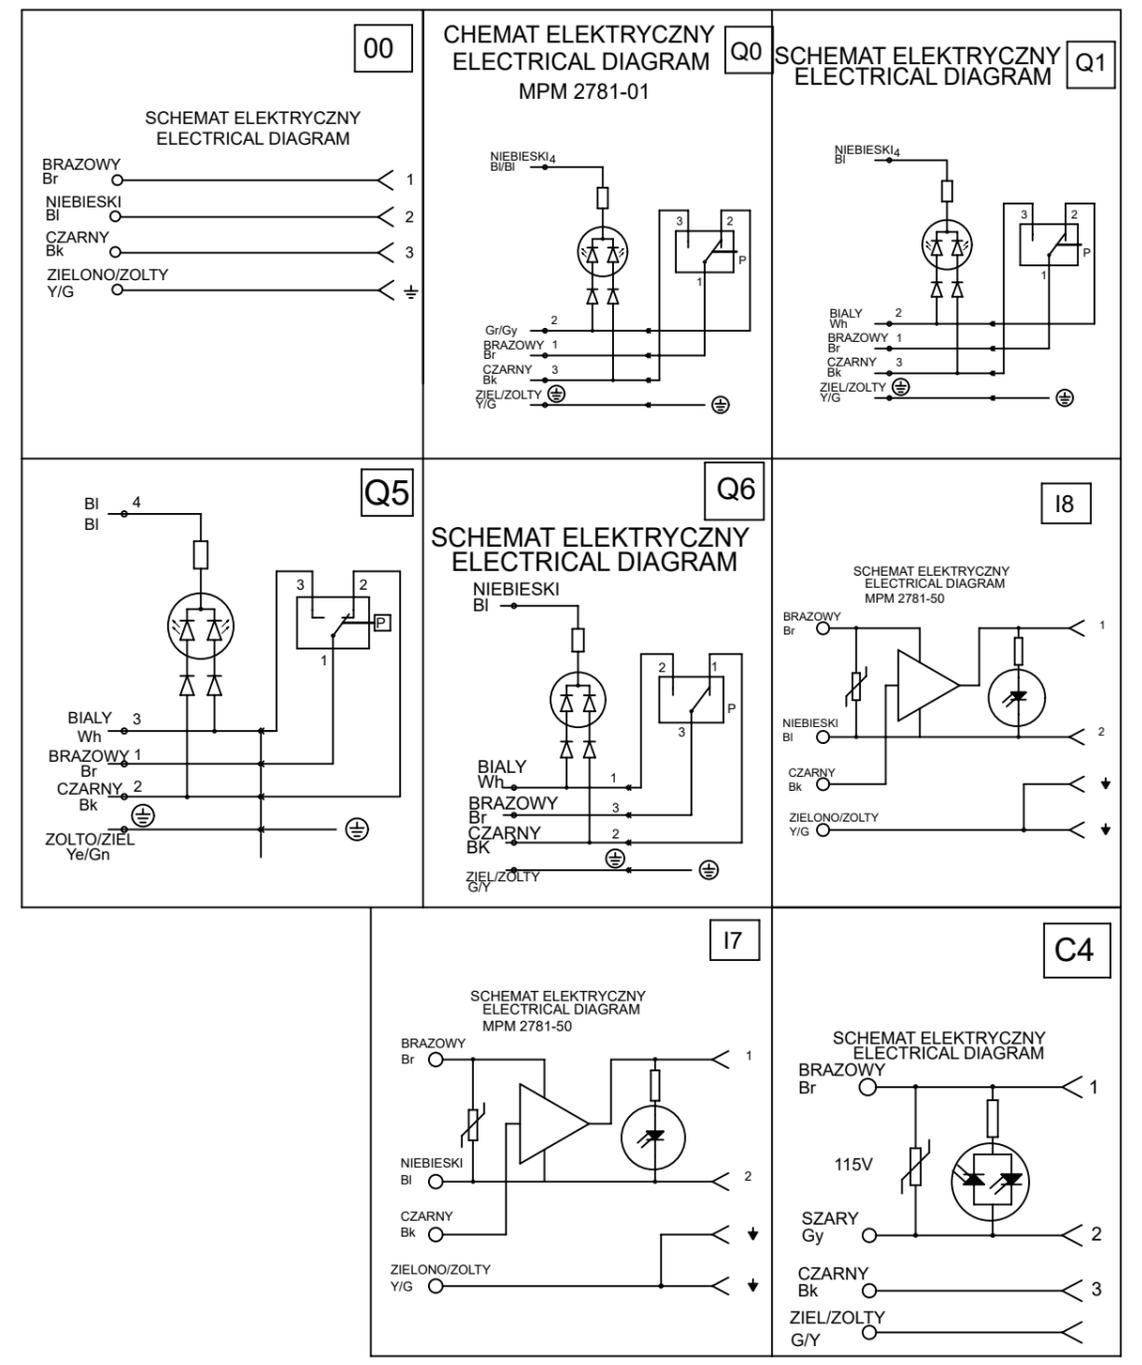 00
SCHEMAT ELEKTRYCZNY
ELECTRICAL DIAGRAM
BRAZOWY
Br
1
NIEBIESKI
Bl
2
CZARNY
Bk
3
ZIELONO/ZOLTY
Y/G
CHEMAT ELEKTRYCZNY
ELECTRICAL DIAGRAM
Q0
MPM 2781-01
NIEBIESKI 4
Bl/Bl
3 2
P
1
2
Gr/Gy
BRAZOWY 1
Br
CZARNY 3
Bk
ZIEL/ZOLTY
Y/G
SCHEMAT ELEKTRYCZNY
ELECTRICAL DIAGRAM
Q1
NIEBIESKI 4
Bl
3 2
P
1
BIALY 2
Wh
BRAZOWY 1
Br
CZARNY 3
Bk
ZIEL/ZOLTY
Y/G
Q5
Bl 4
Bl
3 2
P
1
BIALY 3
Wh
BRAZOWY 1
Br
CZARNY 2
Bk
ZOLTO/ZIEL
Ye/Gn
Q6
SCHEMAT ELEKTRYCZNY
ELECTRICAL DIAGRAM
NIEBIESKI
Bl
2 1
P
3
BIALY 1
Wh
BRAZOWY 3
Br
CZARNY 2
BK
ZIEL/ZOLTY
G/Y
I8
SCHEMAT ELEKTRYCZNY
ELECTRICAL DIAGRAM
MPM 2781-50
BRAZOWY
Br
1
NIEBIESKI
Bl
2
CZARNY
Bk
ZIELONO/ZOLTY
Y/G
I7
SCHEMAT ELEKTRYCZNY
ELECTRICAL DIAGRAM
MPM 2781-50
BRAZOWY
Br
1
NIEBIESKI
Bl
2
CZARNY
Bk
ZIELONO/ZOLTY
Y/G
C4
SCHEMAT ELEKTRYCZNY
ELECTRICAL DIAGRAM
BRAZOWY
Br
1
115V
SZARY
Gy
2
CZARNY
Bk
3
ZIEL/ZOLTY
G/Y